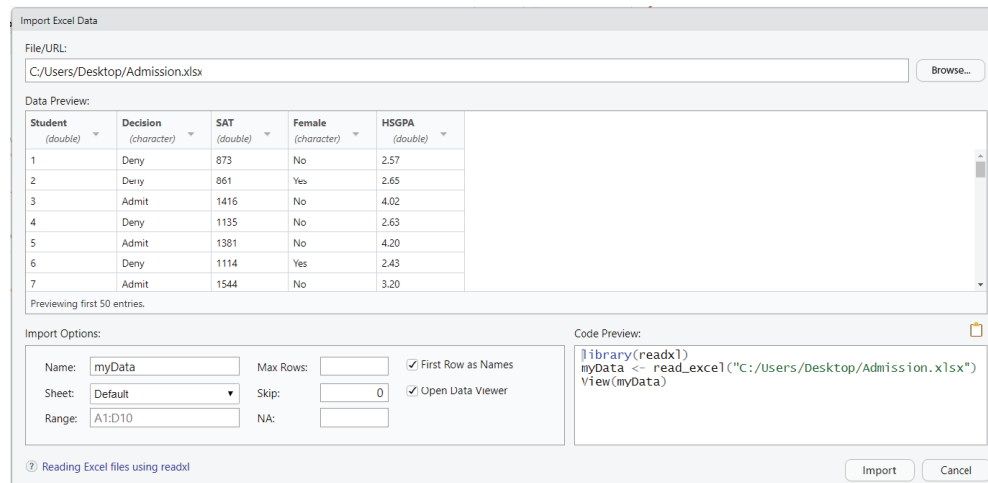 Import Excel Data
File/URL:
C:/Users/Desktop/Admission.xlsx
Browse...
Data Preview:
Student Decision SAT Female HSGPA
(double) (character) (double) (character) (double)
1 Deny 873 No 2.57
2 Deny 861 Yes 2.65
3 Admit 1416 No 4.02
4 Deny 1135 No 2.63
5 Admit 1381 No 4.20
6 Deny 1114 Yes 2.43
7 Admit 1544 No 3.20
Previewing first 50 entries.
Import Options:
Name: myData Max Rows: First Row as Names
Sheet: Default Skip: 0 Open Data Viewer
Range: A1:D10 NA:
Code Preview:
library(readxl)
myData <- read_excel("C:/Users/Desktop/Admission.xlsx")
View(myData)
? Reading Excel files using readxl
Import Cancel